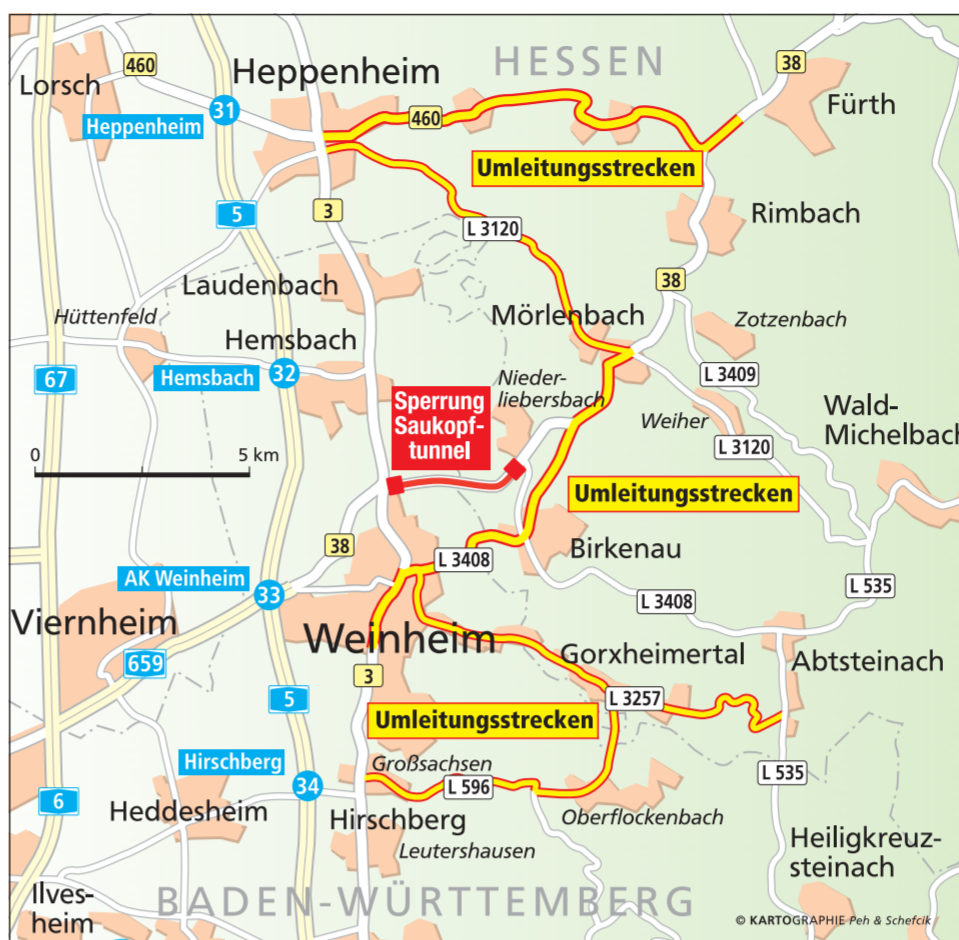 HESSEN
460
Heppenheim
38
Lorsch
31
Fürth
Heppenheim
460
Umleitungsstrecken
5
3
Rimbach
L 3120
Laudenbach
38
Hüttenfeld
Mörlenbach
Zotzenbach
Hemsbach
67
Hemsbach
32
Nieder-
liebersbach
L 3409
Sperrung
Saukopf-
tunnel
Weiher
Wald-
Michelbach
L 3120
0
5 km
Umleitungsstrecken
38
L 3408
Birkenau
AK Weinheim
33
L 535
L 3408
Viernheim
Weinheim
659
Gorxheimertal
Abtsteinach
3
5
L 3257
Umleitungsstrecken
Hirschberg
Großsachsen
L 535
34
L 596
6
Heddesheim
Hirschberg
Oberflockenbach
Leutershausen
Heiligkreuz-
steinach
Ilves-
heim
BADEN-WÜRTTEMBERG
© KARTOGRAPHIE Peh & Schefcik